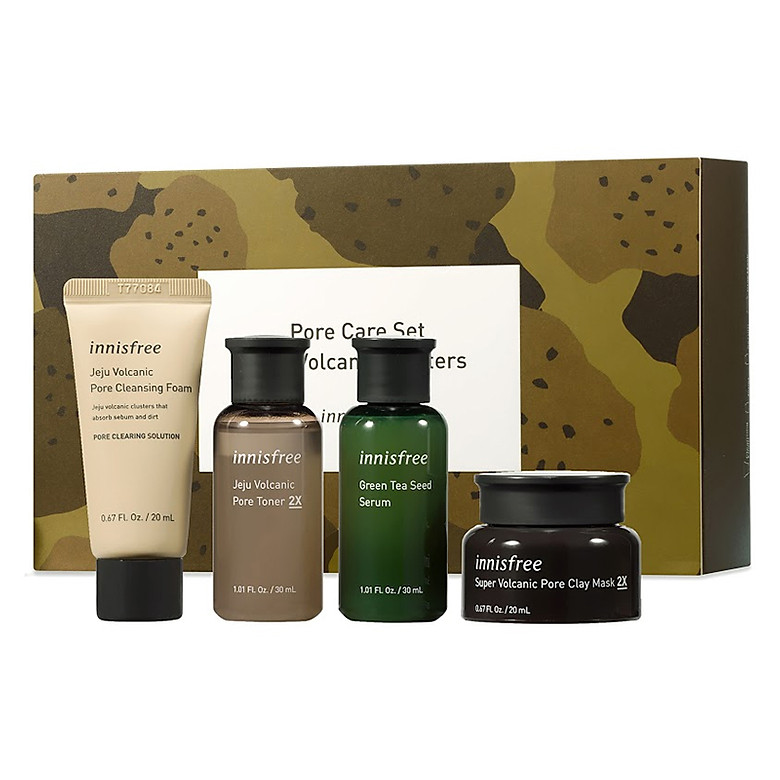 Pore Care Set
innisfree
Jeju Volcanic
Pore Cleansing Foam
Jeju volcanic clusters that
absorb sebum and dirt
PORE CLEARING SOLUTION
0.67 FL. Oz. / 20 mL
T77084
innisfree
Jeju Volcanic
Pore Toner 2X
1.01 FL Oz. / 30 mL
innisfree
Green Tea Seed
Serum
1.01 FL Oz. / 30 mL
innisfree
Super Volcanic Pore Clay Mask 2X
0.67 FL Oz. / 20 mL